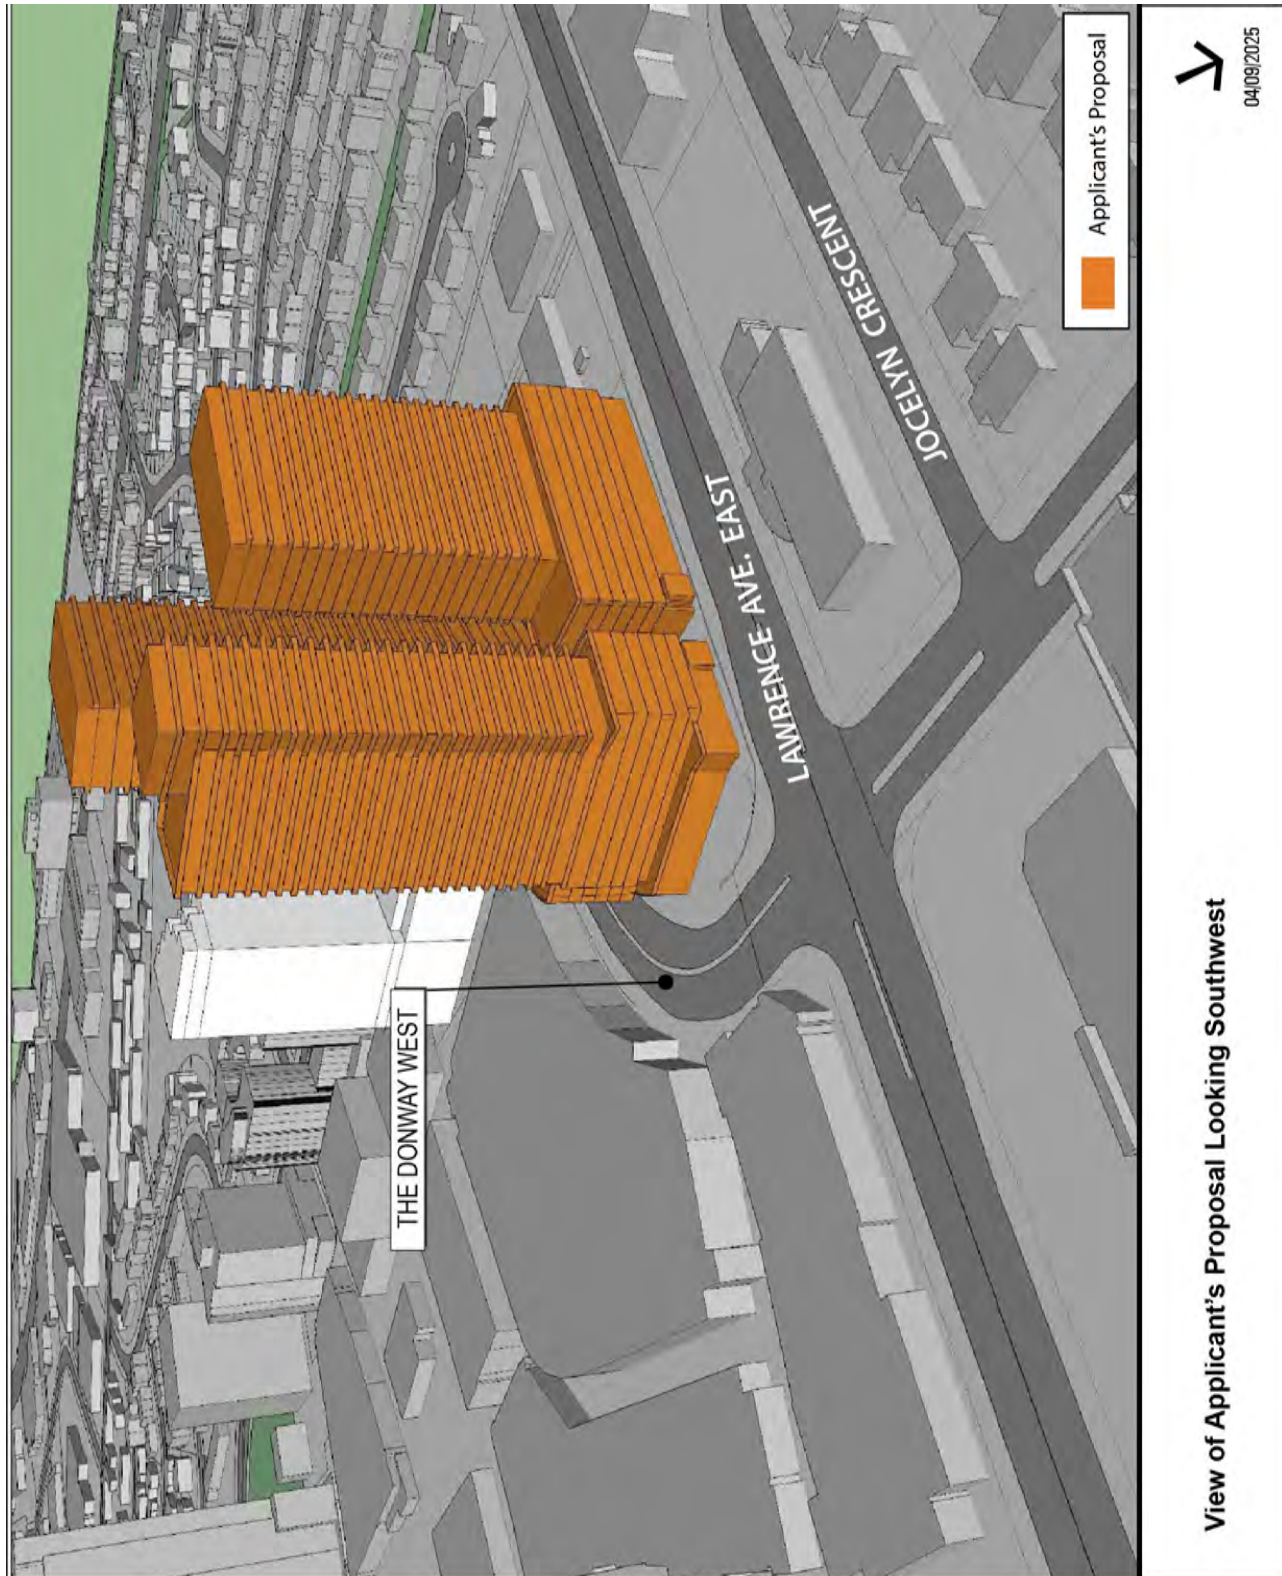 THE DONWAY WEST
LAWRENCE AVE. EAST
JOCELYN CRESCENT
Applicant's Proposal
View of Applicant's Proposal Looking Southwest
04/09/2025